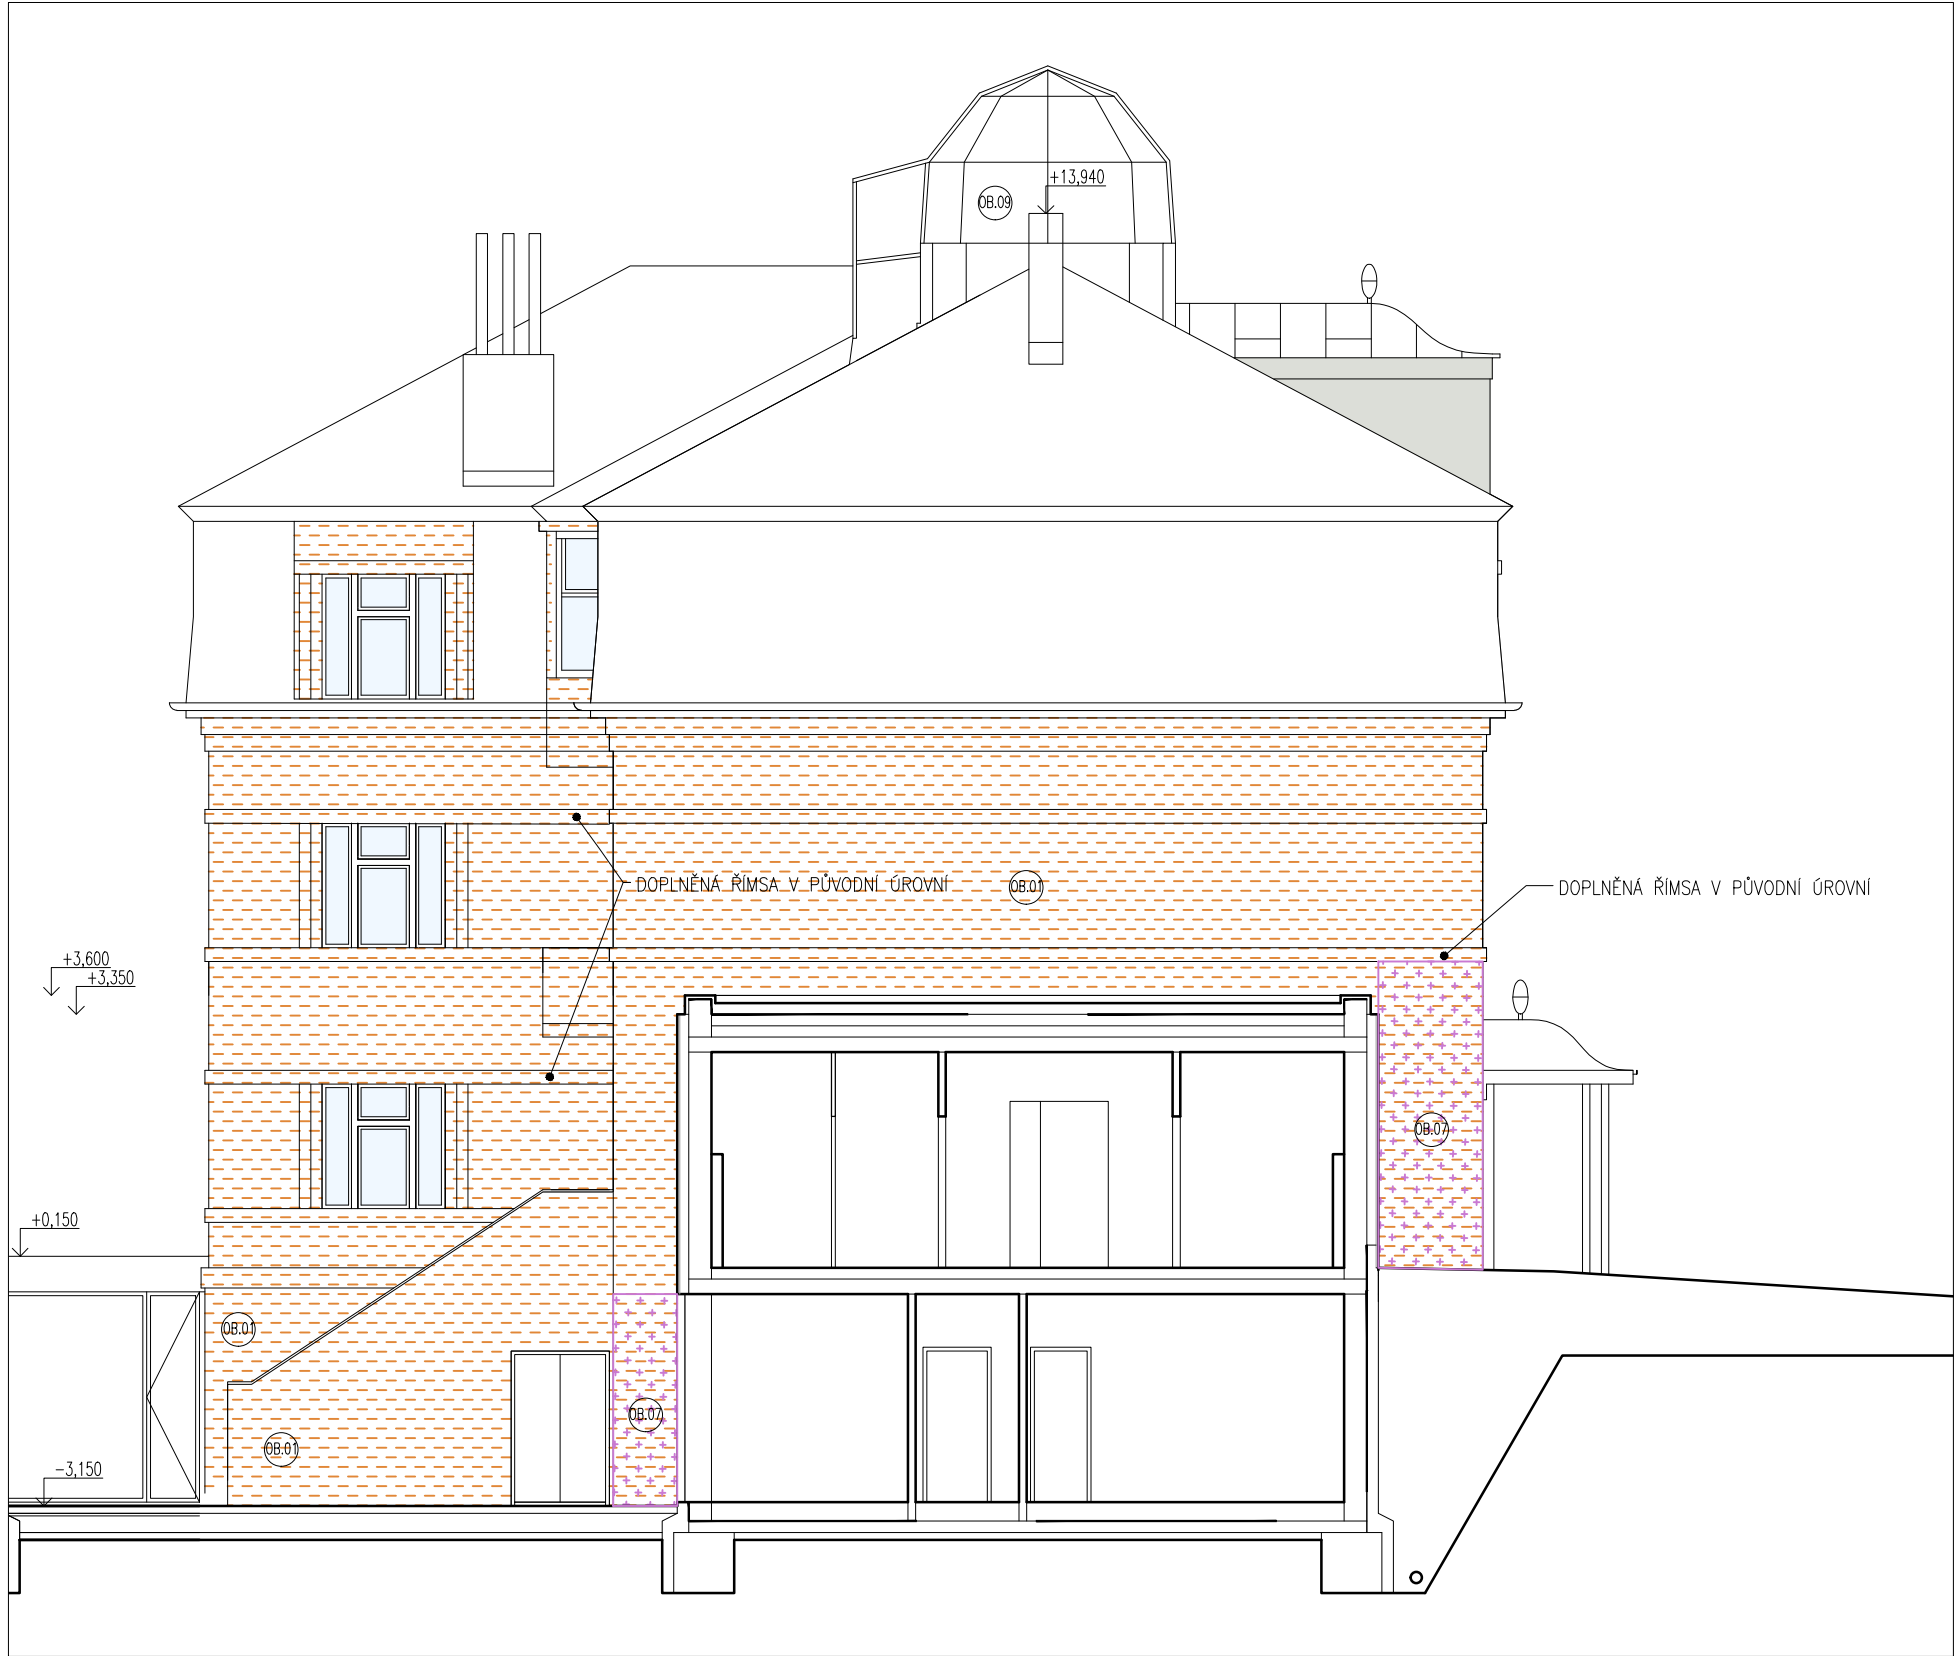 +13,940
OB.09
DOPLNĚNÁ ŘÍMSA V PŮVODNÍ ÚROVNÍ
OB.01
DOPLNĚNÁ ŘÍMSA V PŮVODNÍ ÚROVNÍ
+3,600
+3,350
OB.07
+0,150
OB.01
OB.07
OB.01
-3,150